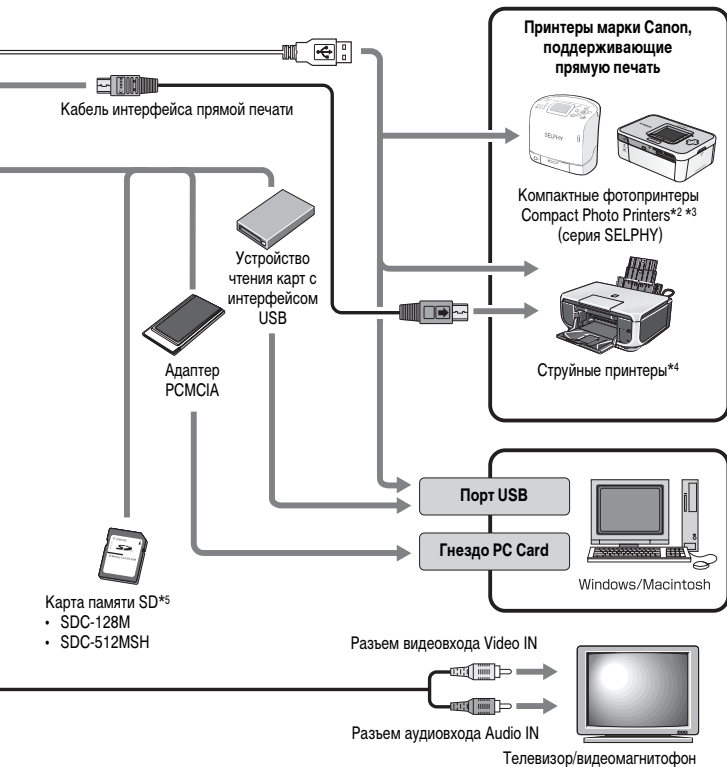 Принтеры марки Canon,
поддерживающие
прямую печать
Кабель интерфейса прямой печати
SELPHY
Компактные фотопринтеры
Compact Photo Printers*2 *3
(серия SELPHY)
Устройство
чтения карт с
интерфейсом
USB
Адаптер
PCMCIA
Струйные принтеры*4
Порт USB
Гнездо PC Card
Windows/Macintosh
Canon
SD
Карта памяти SD*5
• SDC-128M
• SDC-512MSH
Разъем видеовхода Video IN
Разъем аудиовхода Audio IN
Телевизор/видеомагнитофон